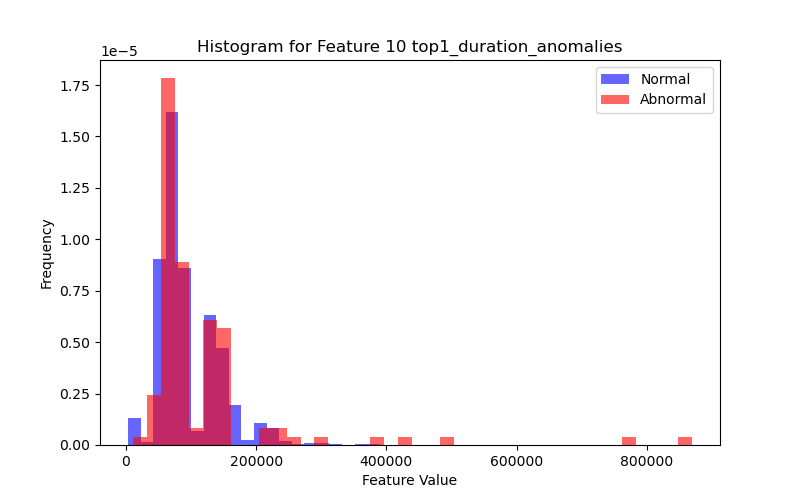 Histogram for Feature 10 top1_duration_anomalies
1e−5
Normal
Abnormal
1.75
1.50
1.25
1.00
0.75
0.50
0.25
0.00
Frequency
0 200000 400000 600000 800000
Feature Value